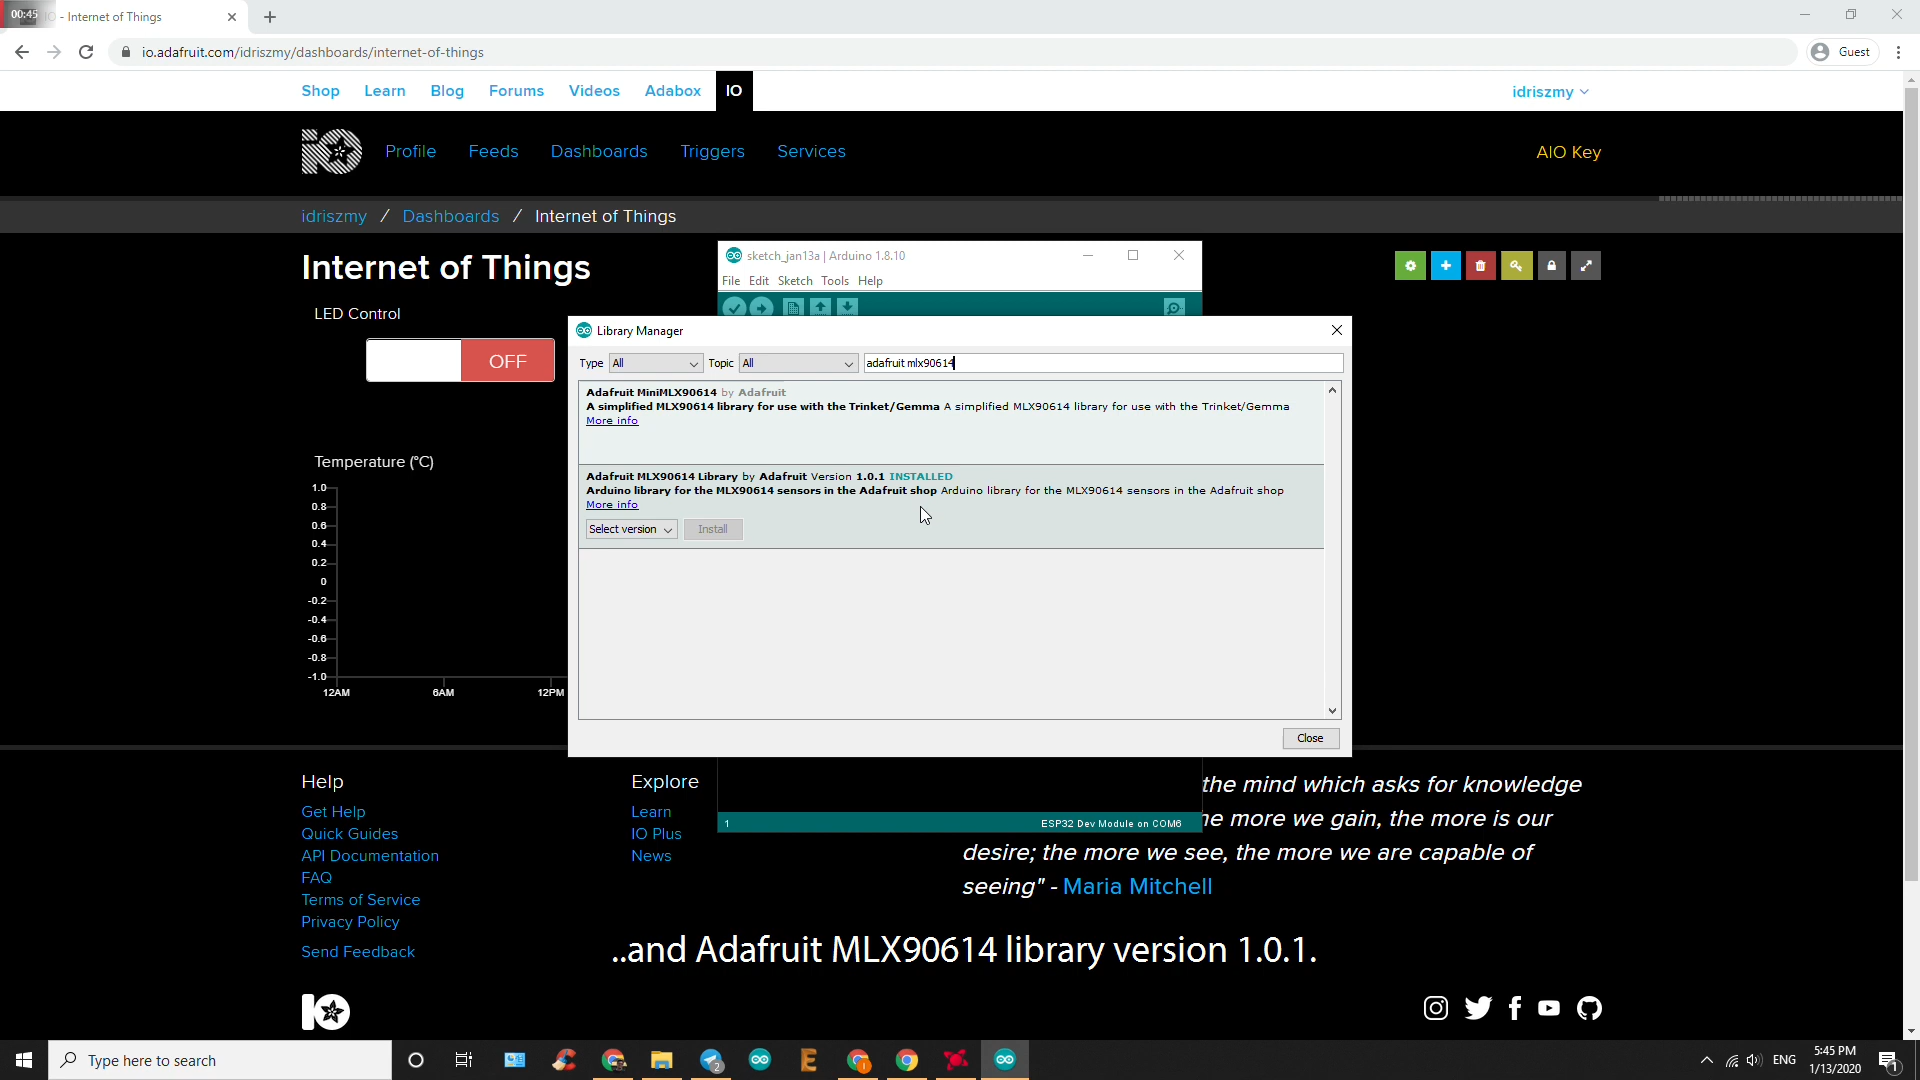 00:45
IO - Internet of Things
io.adafruit.com/idriszmy/dashboards/internet-of-things
Guest
Shop Learn Blog Forums Videos Adabox IO
idriszmy
Profile Feeds Dashboards Triggers Services
AIO Key
idriszmy / Dashboards / Internet of Things
Internet of Things
LED Control
OFF
Temperature (°C)
1.0
0.8
0.6
0.4
0.2
0
-0.2
-0.4
-0.6
-0.8
-1.0
12AM 6AM 12PM
sketch_jan13a | Arduino 1.8.10
File Edit Sketch Tools Help
Library Manager
Type All Topic All adafruit mlx90614
Adafruit MiniMLX90614 by Adafruit
A simplified MLX90614 library for use with the Trinket/Gemma A simplified MLX90614 library for use with the Trinket/Gemma
More info
Adafruit MLX90614 Library by Adafruit Version 1.0.1 INSTALLED
Arduino library for the MLX90614 sensors in the Adafruit shop Arduino library for the MLX90614 sensors in the Adafruit shop
More info
Select version Install
Close
1
ESP32 Dev Module on COM6
Help
Get Help
Quick Guides
API Documentation
FAQ
Terms of Service
Privacy Policy
Send Feedback
Explore
Learn
IO Plus
News
the mind which asks for knowledge
more we gain, the more is our
desire; the more we see, the more we are capable of
seeing" - Maria Mitchell
..and Adafruit MLX90614 library version 1.0.1.
Type here to search
2
ENG
5:45 PM
1/13/2020
1